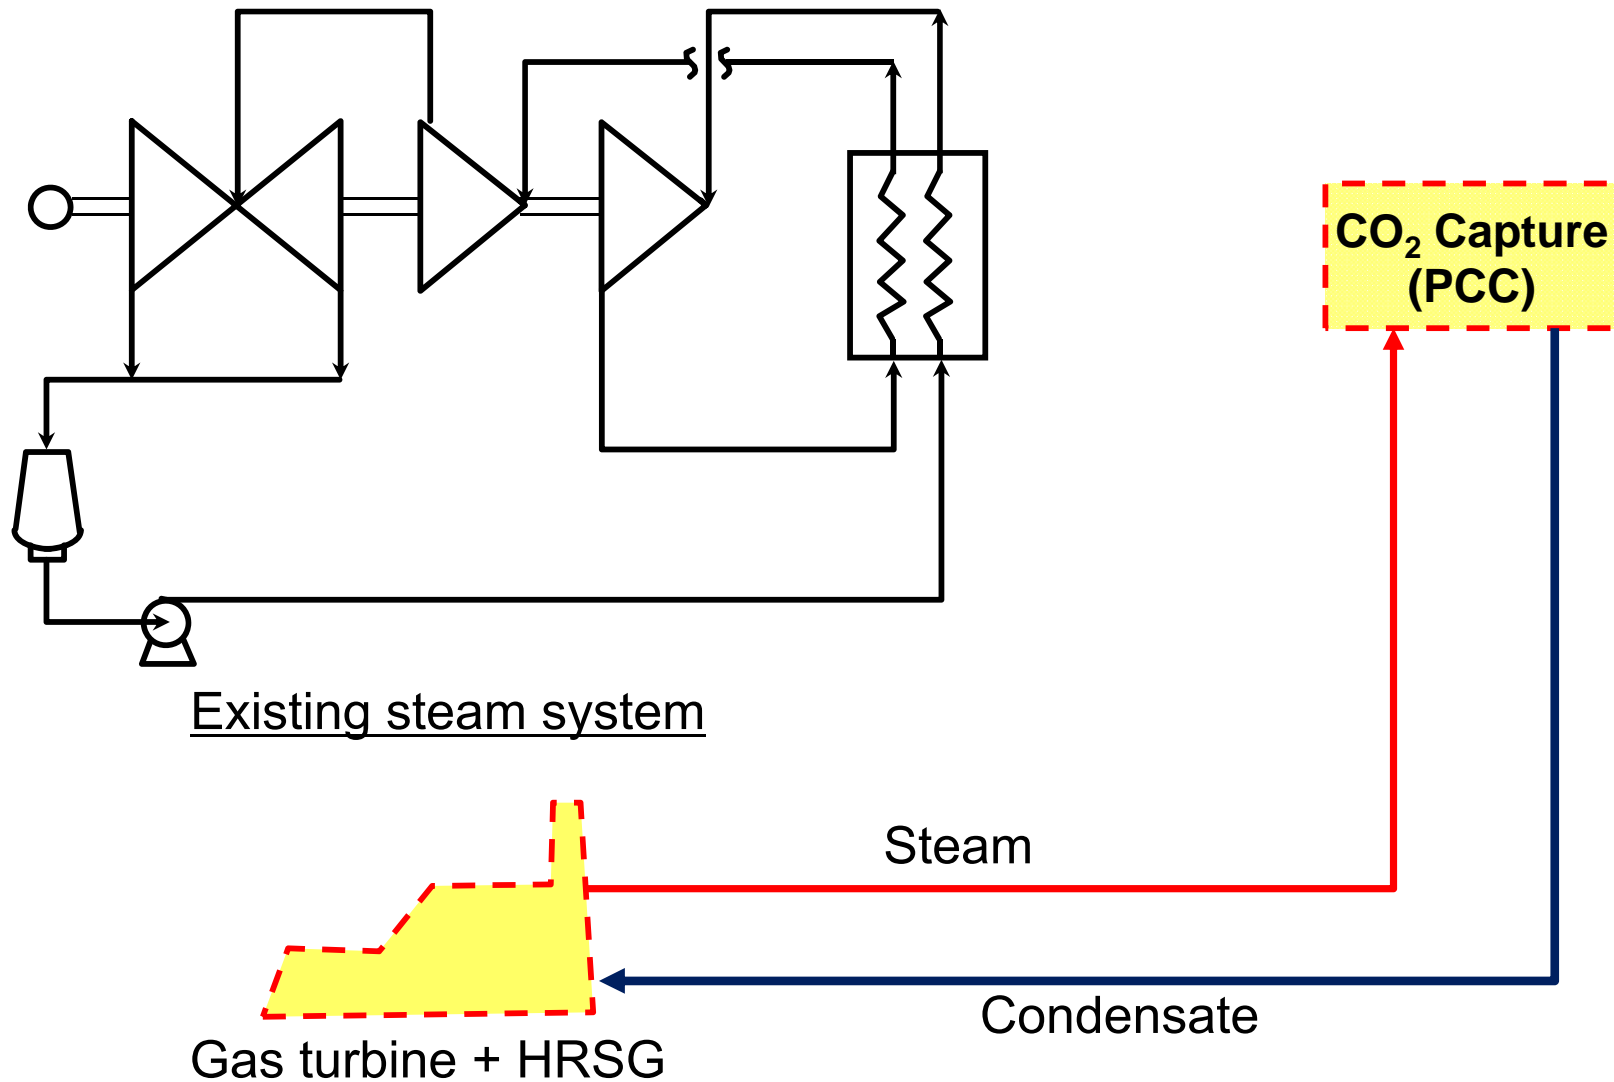 CO₂ Capture
(PCC)
Existing steam system
Steam
Condensate
Gas turbine + HRSG